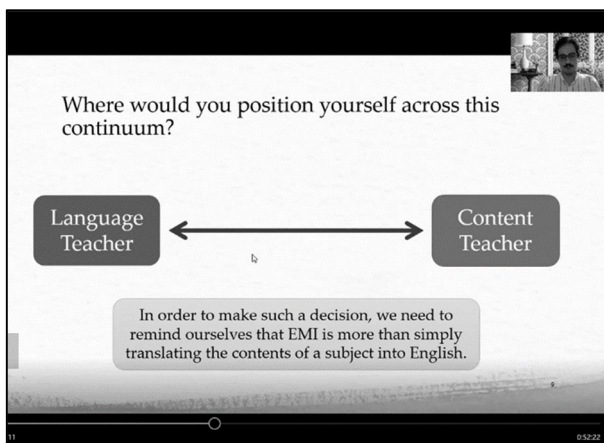 Where would you position yourself across this
continuum?
Language
Teacher
Content
Teacher
In order to make such a decision, we need to
remind ourselves that EMI is more than simply
translating the contents of a subject into English.
9
11
0:52:22